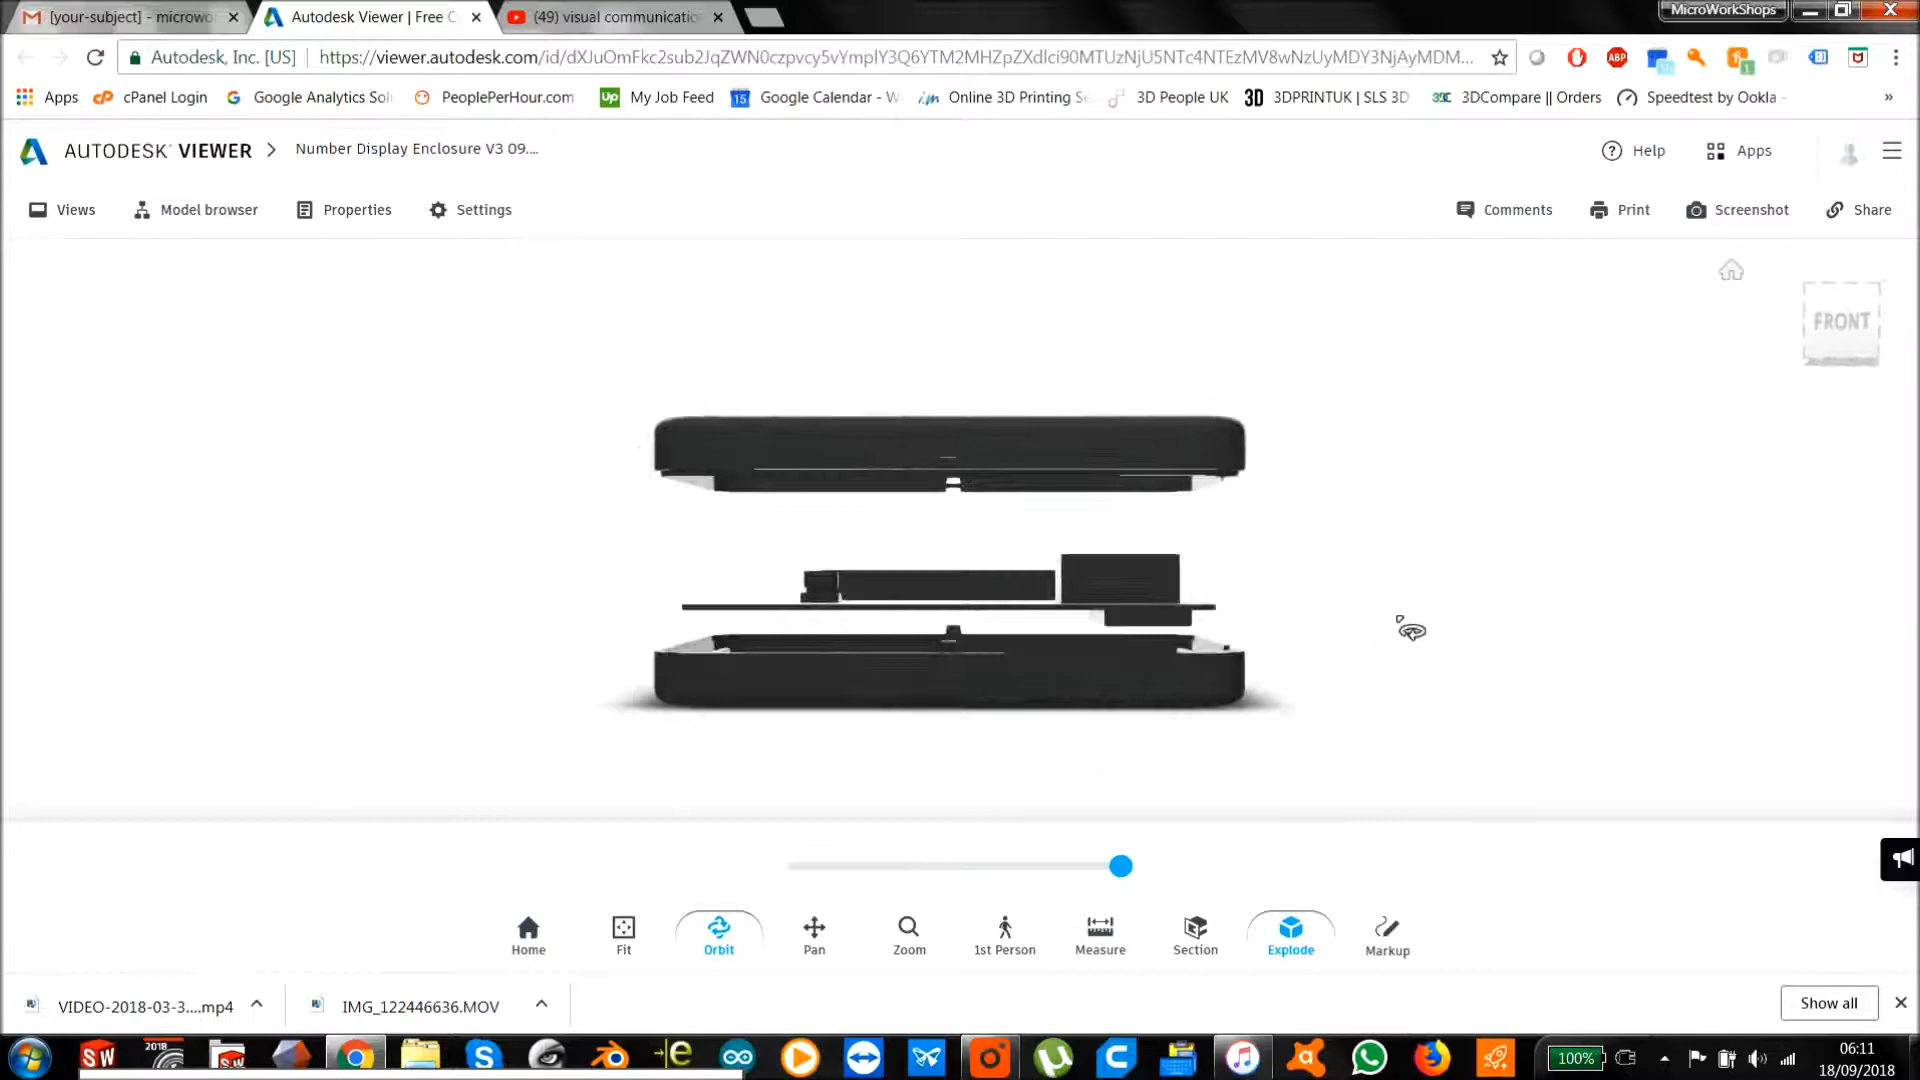 [your-subject] - microwor
Autodesk Viewer | Free C
(49) visual communicatio
MicroWorkShops
Autodesk, Inc. [US]
https://viewer.autodesk.com/id/
Apps
cPanel Login
Google Analytics Sol
PeoplePerHour.com
My Job Feed
Google Calendar - W
Online 3D Printing Se
3D People UK
3DPRINTUK | SLS 3D
3DCompare || Orders
Speedtest by Ookla -
»
AUTODESK VIEWER
Number Display Enclosure V3 09....
Help
Apps
Views
Model browser
Properties
Settings
Comments
Print
Screenshot
Share
FRONT
Home
Fit
Orbit
Pan
Zoom
1st Person
Measure
Section
Explode
Markup
VIDEO-2018-03-3....mp4
IMG_122446636.MOV
Show all
100%
06:11
18/09/2018